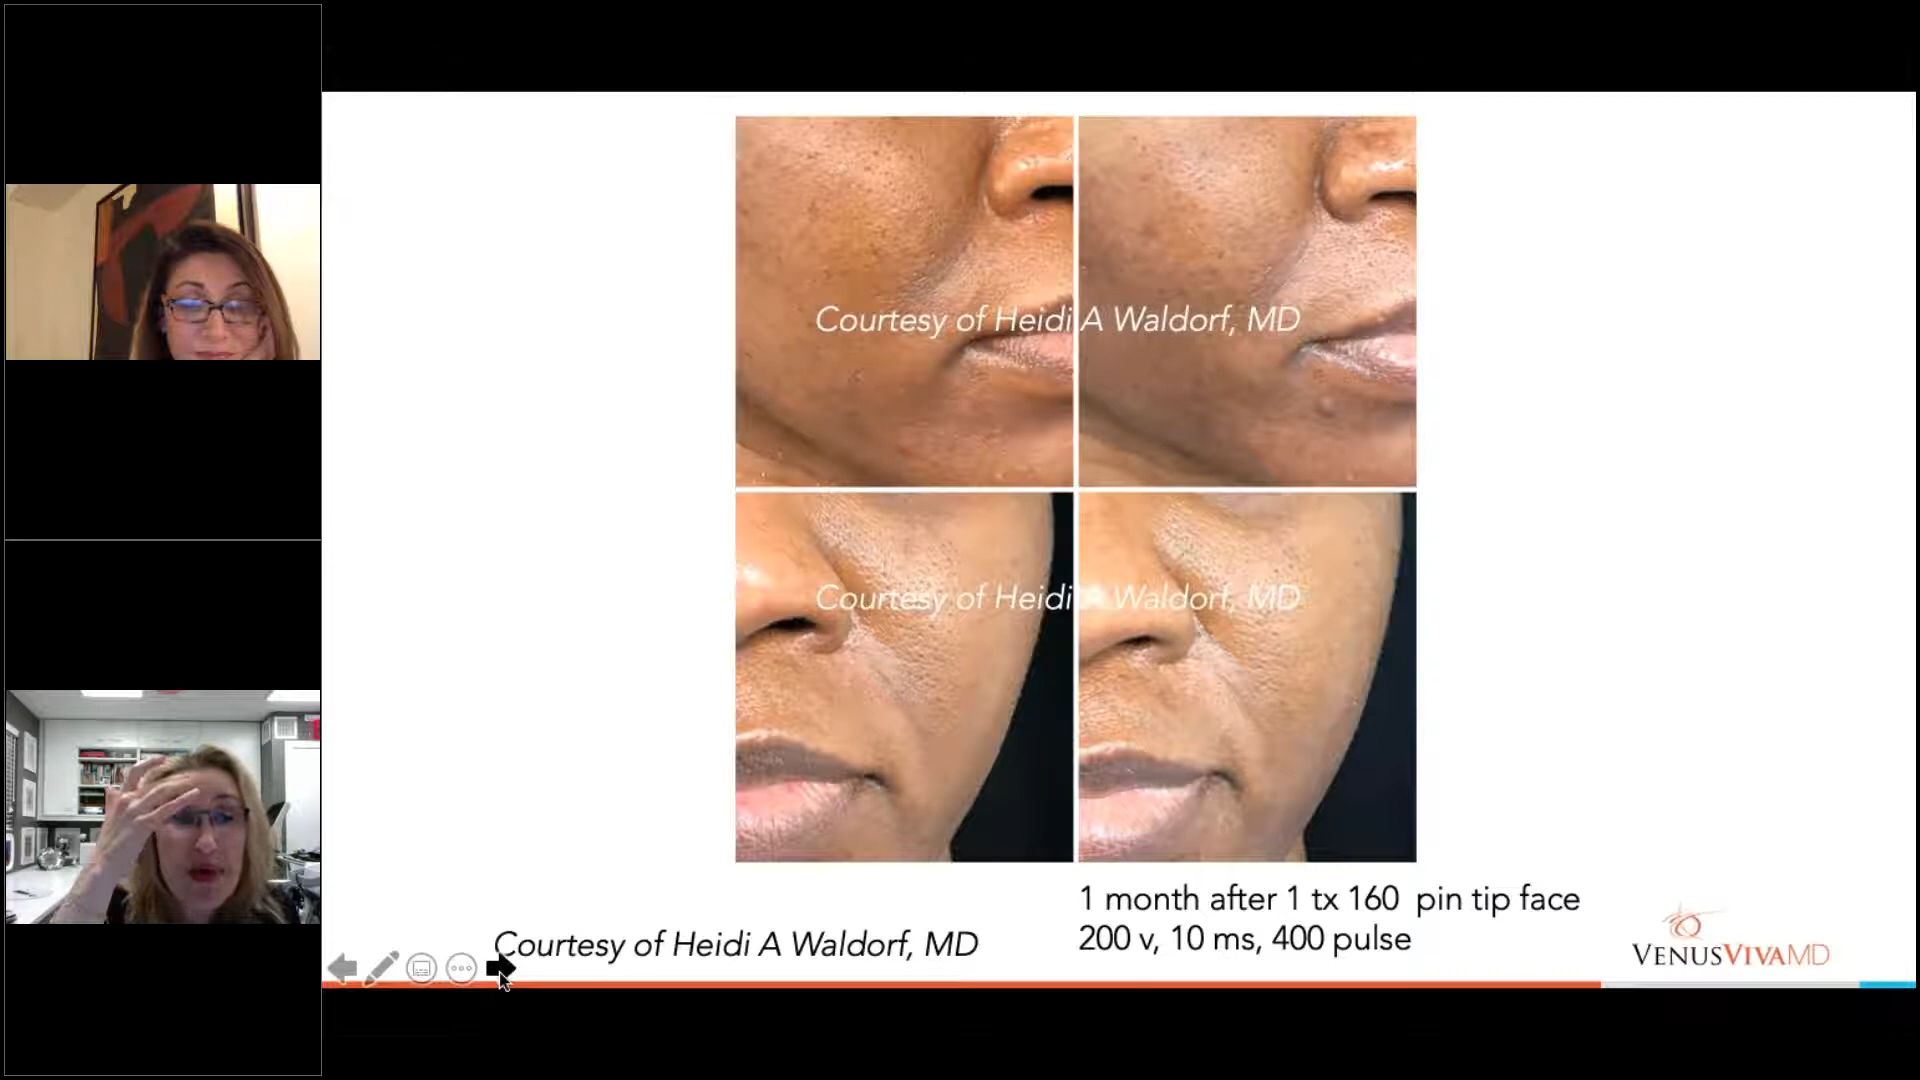 Courtesy of Heidi A Waldorf, MD
Courtesy of Heidi A Waldorf, MD
1 month after 1 tx 160 pin tip face
200 v, 10 ms, 400 pulse
Courtesy of Heidi A Waldorf, MD
VENUSVIVAMD